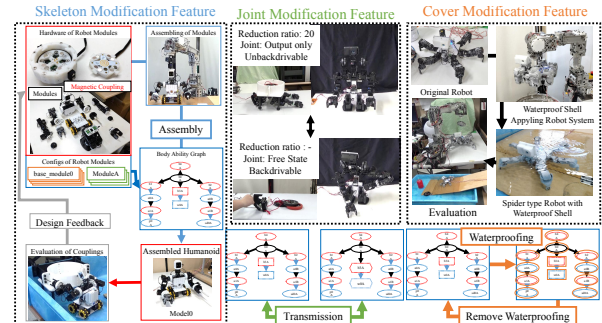 Skeleton Modification Feature
Joint Modification Feature
Cover Modification Feature
Hardware of Robot Modules
Magnetic Coupling
Modules
Configs of Robot Modules
base_module0
ModuleA
Assembling of Modules
Assembly
Body Ability Graph
Design Feedback
Evaluation of Couplings
Assembled Humanoid
Model0
Reduction ratio: 20
Joint: Output only
Unbackdrivable
Reduction ratio : -
Joint: Free State
Backdrivable
Transmission
Original Robot
Waterproof Shell
Appyling Robot System
Evaluation
Spider type Robot with
Waterproof Shell
Waterproofing
Remove Waterproofing